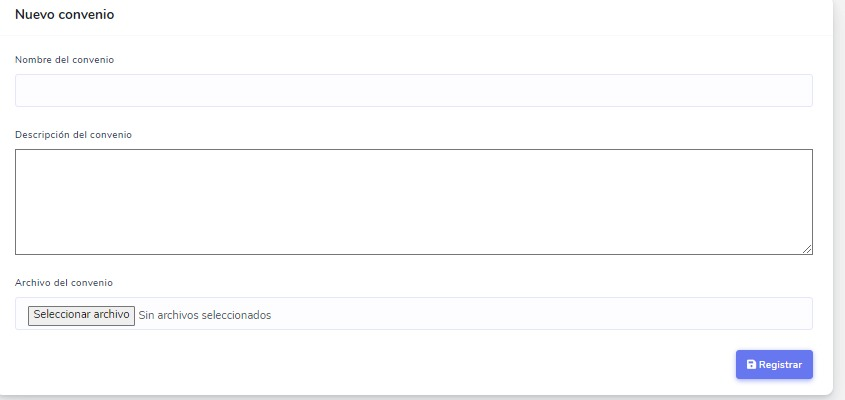 Nuevo convenio
Nombre del convenio
Descripción del convenio
Archivo del convenio
Seleccionar archivo Sin archivos seleccionados
Registrar